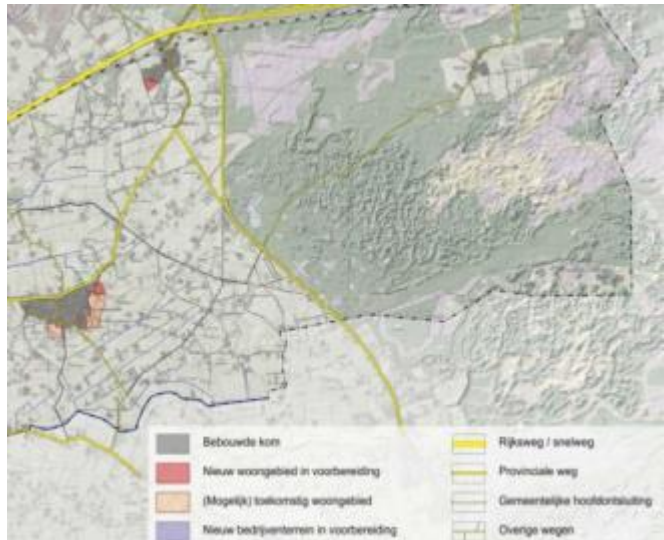 Bebouwde kom
Nieuw woongebied in voorbereiding
(Mogelijk) toekomstig woongebied
Nieuw bedrijventerrein in voorbereiding
Rijksweg / snelweg
Provinciale weg
Gemeentelijke hoofdontsluiting
Overige wegen